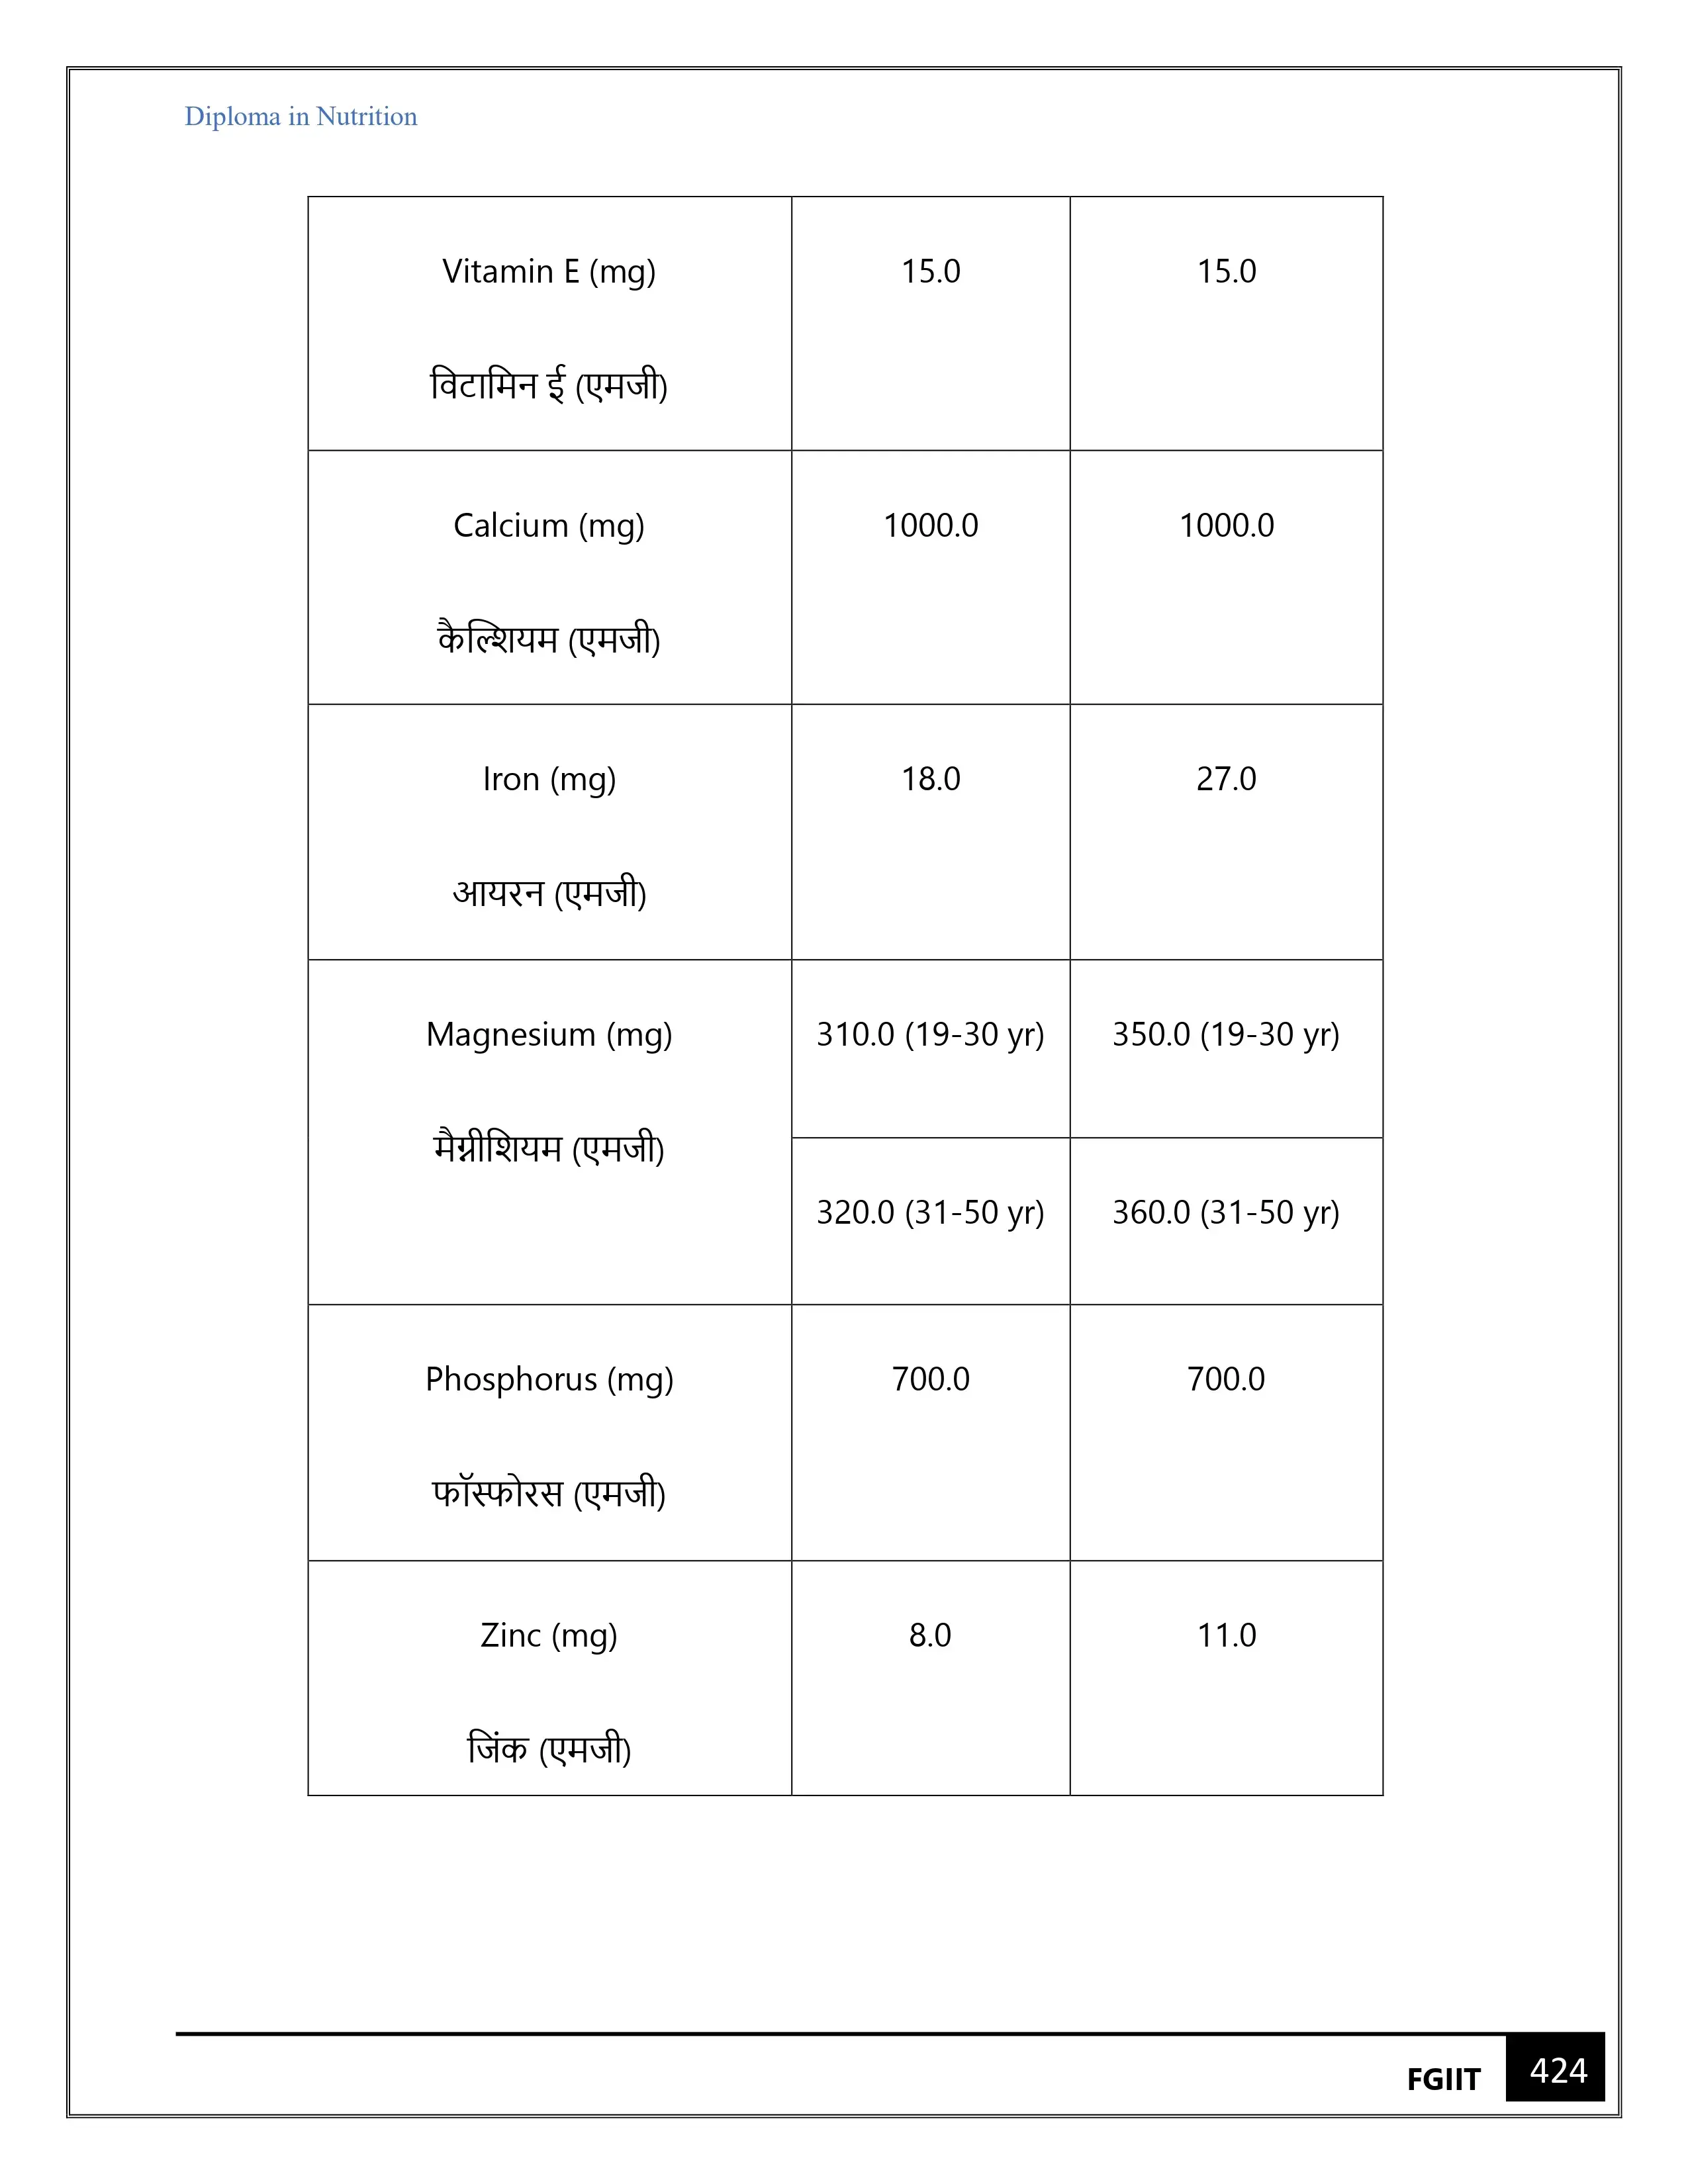 Diploma in Nutrition
Vitamin E (mg) 15.0 15.0
विटामिन ई (एमजी)
Calcium (mg) 1000.0 1000.0
कैल्शियम (एमजी)
Iron (mg) 18.0 27.0
आयरन (एमजी)
Magnesium (mg) 310.0 (19-30 yr) 350.0 (19-30 yr)
मैग्नीशियम (एमजी)
320.0 (31-50 yr) 360.0 (31-50 yr)
Phosphorus (mg) 700.0 700.0
फॉस्फोरस (एमजी)
Zinc (mg) 8.0 11.0
जिंक (एमजी)
FGIIT 424